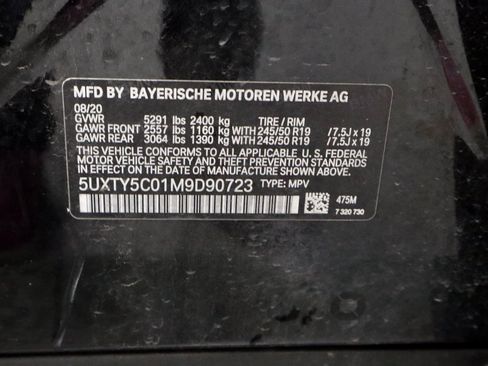 MFD BY BAYERISCHE MOTOREN WERKE AG
08/20
GVWR 5291 lbs 2400 kg TIRE / RIM
GAWR FRONT 2557 lbs 1160 kg WITH 245/50 R19 /7.5J x 19
GAWR REAR 3064 lbs 1390 kg WITH 245/50 R19 /7.5J x 19
THIS VEHICLE CONFORMS TO ALL APPLICABLE U. S. FEDERAL
MOTOR VEHICLE SAFETY AND THEFT PREVENTION STANDARDS
IN EFFECT ON THE DATE OF MANUFACTURE SHOWN ABOVE.
5UXTY5C01M9D90723 TYPE: MPV
475M
7 320 730